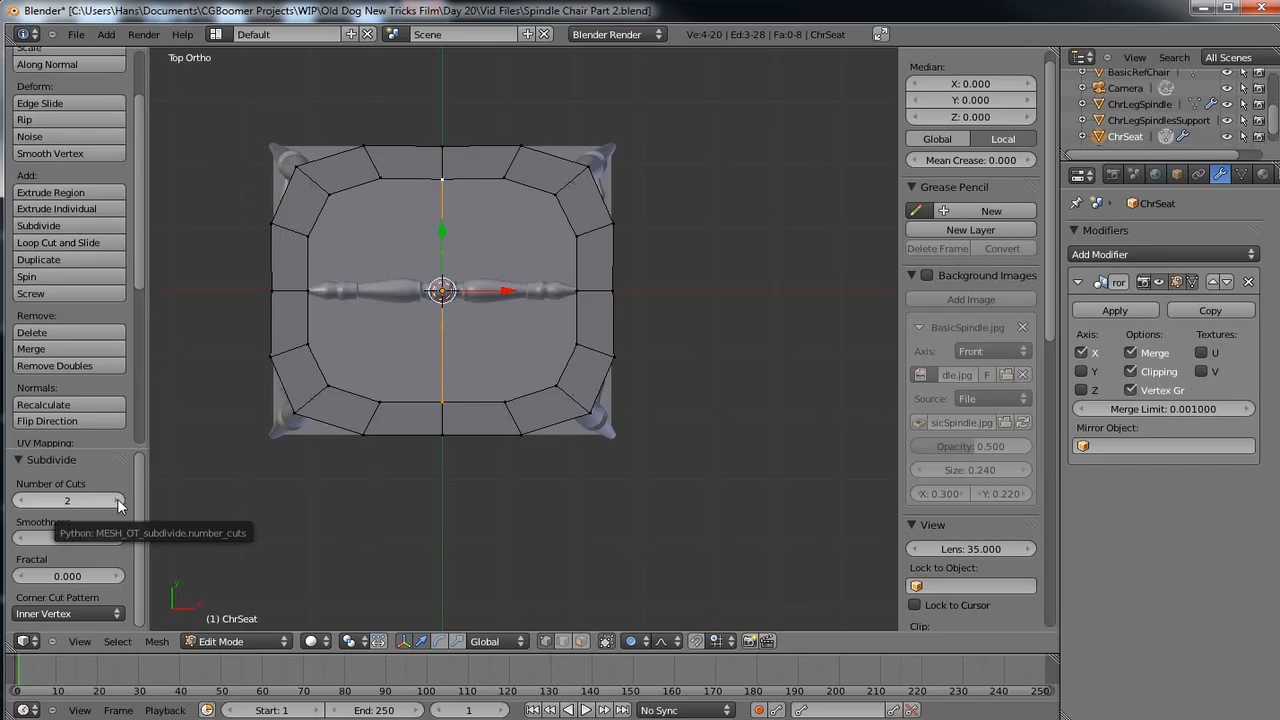 Blender* [C:\Users\Hans\Documents\CGBoomer Projects\WIP\Old Dog New Tricks Film\Day 20\Vid Files\Spindle Chair Part 2.blend]
File Add Render Help Default Scene Blender Render Ve:4-20 | Ed:3-28 | Fa:0-8 | ChrSeat
View Search All Scenes
Scale
Along Normal
Deform:
Edge Slide
Rip
Noise
Smooth Vertex
Add:
Extrude Region
Extrude Individual
Subdivide
Loop Cut and Slide
Duplicate
Spin
Screw
Remove:
Delete
Merge
Remove Doubles
Normals:
Recalculate
Flip Direction
UV Mapping:
Subdivide
Number of Cuts
2
Smoothne
Python: MESH_OT_subdivide.number_cuts
Fractal
0.000
Corner Cut Pattern
Inner Vertex
Top Ortho
(1) ChrSeat
Median:
X: 0.000
Y: 0.000
Z: 0.000
Global Local
Mean Crease: 0.000
Grease Pencil
New
New Layer
Delete Frame Convert
Background Images
Add Image
BasicSpindle.jpg
Axis: Front
dle.jpg F
Source: File
sicSpindle.jpg
Opacity: 0.500
Size: 0.240
X: 0.300 Y: 0.220
View
Lens: 35.000
Lock to Object:
Lock to Cursor
Clip:
BasicRefChair
Camera
ChrLegSpindle
ChrLegSpindlesSupport
ChrSeat
ChrSeat
Modifiers
Add Modifier
ror
Apply Copy
Axis: Options: Textures:
X Merge U
Y Clipping V
Z Vertex Gr
Merge Limit: 0.001000
Mirror Object:
View Select Mesh Edit Mode Global
0 10 20 30 40 50 60 70 80 90 100 110 120 130 140 150 160 170 180 190 200 210 220 230 240 250
View Frame Playback Start: 1 End: 250 1 No Sync